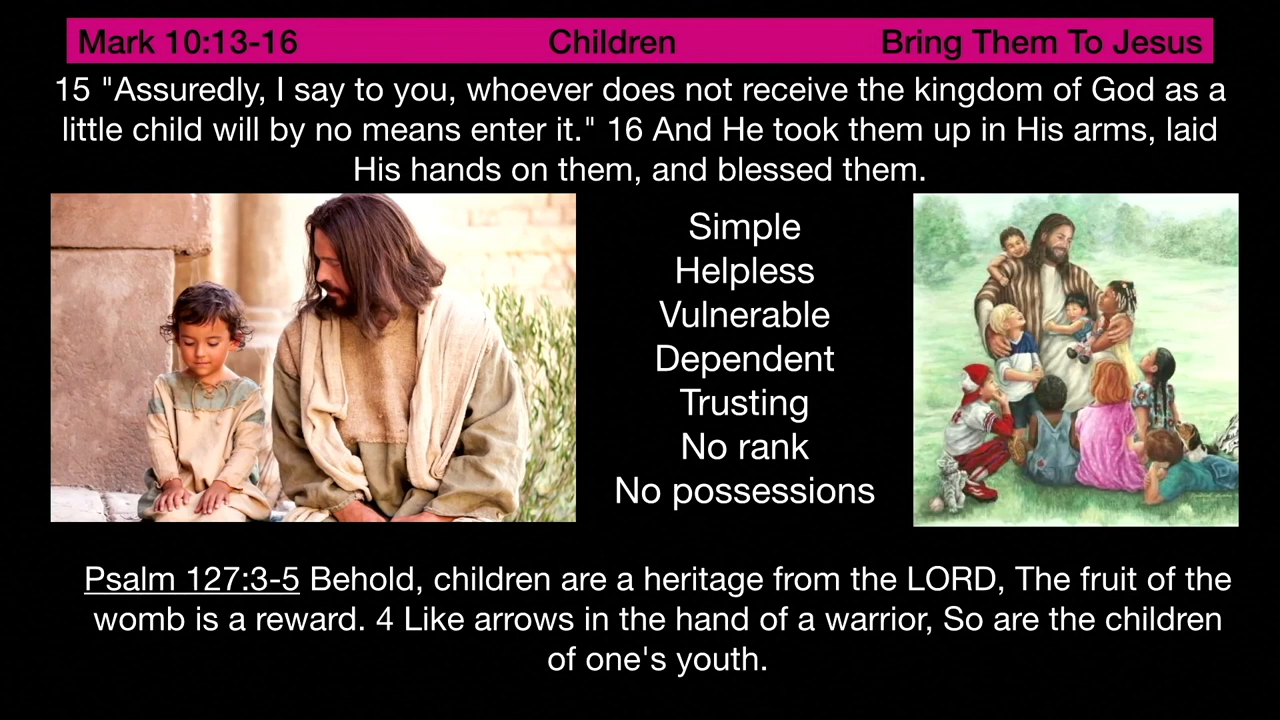 Mark 10:13-16 Children Bring Them To Jesus
15 "Assuredly, I say to you, whoever does not receive the kingdom of God as a
little child will by no means enter it." 16 And He took them up in His arms, laid
His hands on them, and blessed them.
Simple
Helpless
Vulnerable
Dependent
Trusting
No rank
No possessions
Psalm 127:3-5 Behold, children are a heritage from the LORD, The fruit of the
womb is a reward. 4 Like arrows in the hand of a warrior, So are the children
of one's youth.